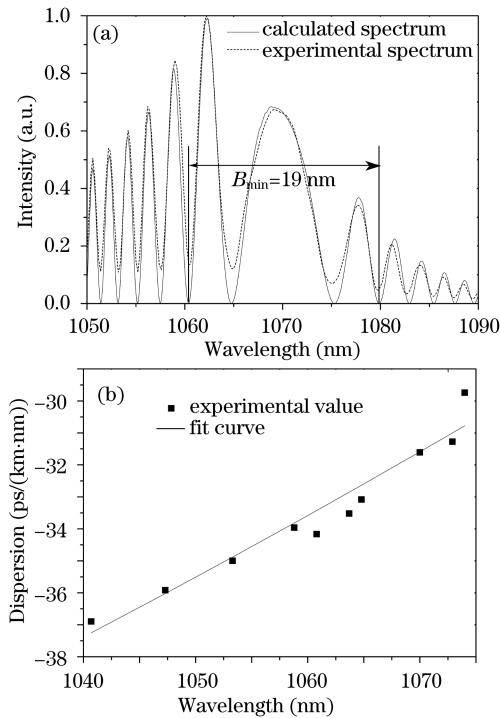 (a)
calculated spectrum
experimental spectrum
Intensity (a.u.)
1.0
0.8
0.6
0.4
0.2
0.0
Bmin=19 nm
1050 1060 1070 1080 1090
Wavelength (nm)
(b)
experimental value
fit curve
Dispersion (ps/(km·nm))
−30
−32
−34
−36
−38
1040 1050 1060 1070
Wavelength (nm)